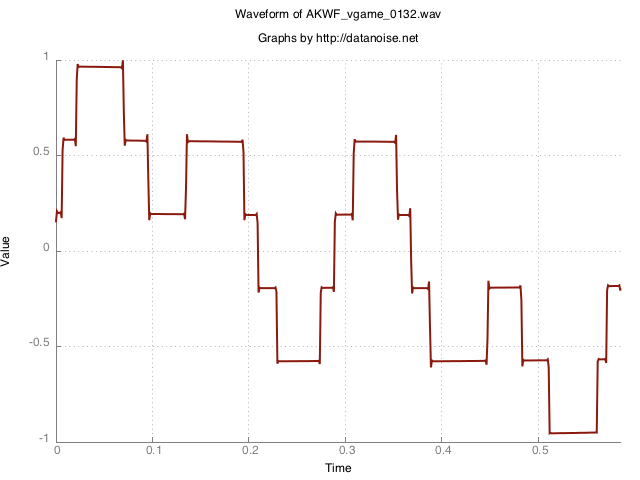 Waveform of AKWF_vgame_0132.wav
Graphs by http://datanoise.net
1
0.5
0
-0.5
-1
Value
0 0.1 0.2 0.3 0.4 0.5
Time